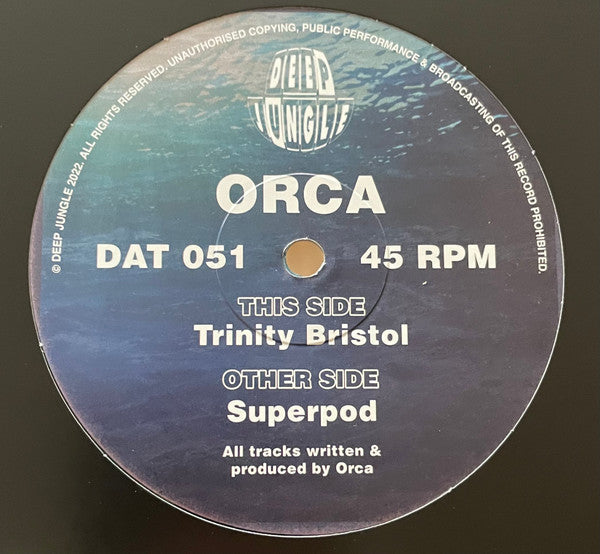 © DEEP JUNGLE 2022. ALL RIGHTS RESERVED. UNAUTHORISED COPYING, PUBLIC PERFORMANCE & BROADCASTING OF THIS RECORD PROHIBITED.
DEEP
JUNGLE
ORCA
DAT 051 45 RPM
THIS SIDE
Trinity Bristol
OTHER SIDE
Superpod
All tracks written &
produced by Orca